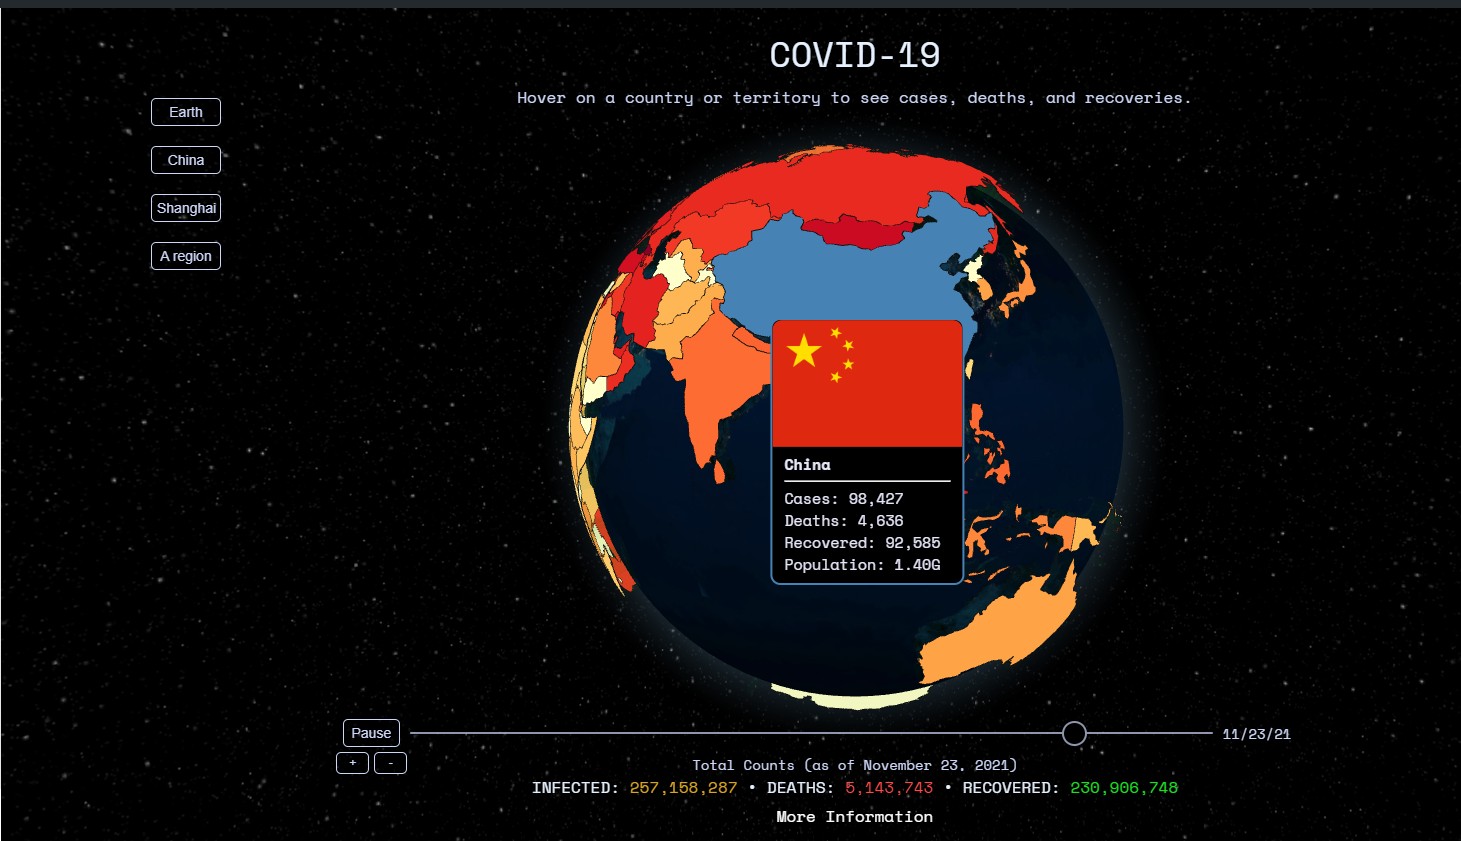 COVID-19
Hover on a country or territory to see cases, deaths, and recoveries.
Earth
China
Shanghai
A region
China
Cases: 98,427
Deaths: 4,636
Recovered: 92,585
Population: 1.40G
Pause
11/23/21
+ -
Total Counts (as of November 23, 2021)
INFECTED: 257,158,287 • DEATHS: 5,143,743 • RECOVERED: 230,906,748
More Information